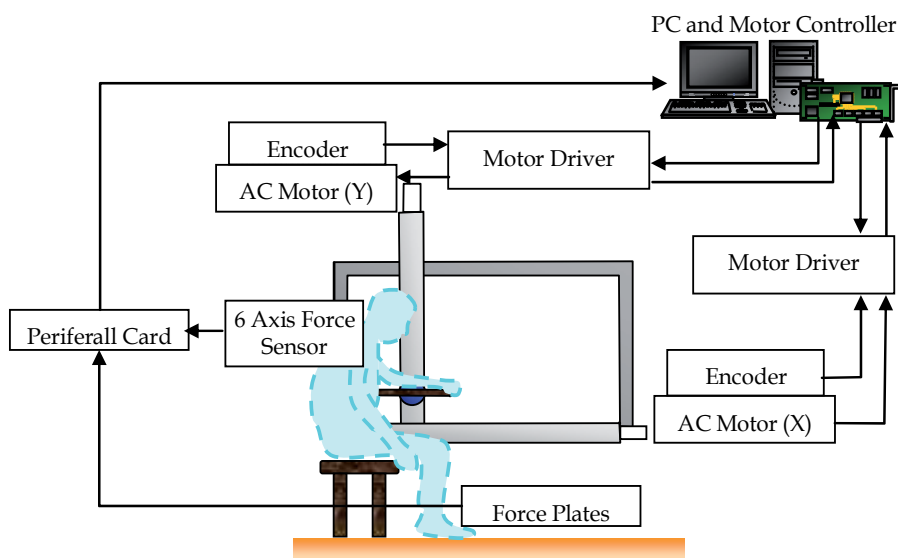 PC and Motor Controller
Encoder
Motor Driver
AC Motor (Y)
Motor Driver
6 Axis Force
Sensor
Periferall Card
Encoder
AC Motor (X)
Force Plates